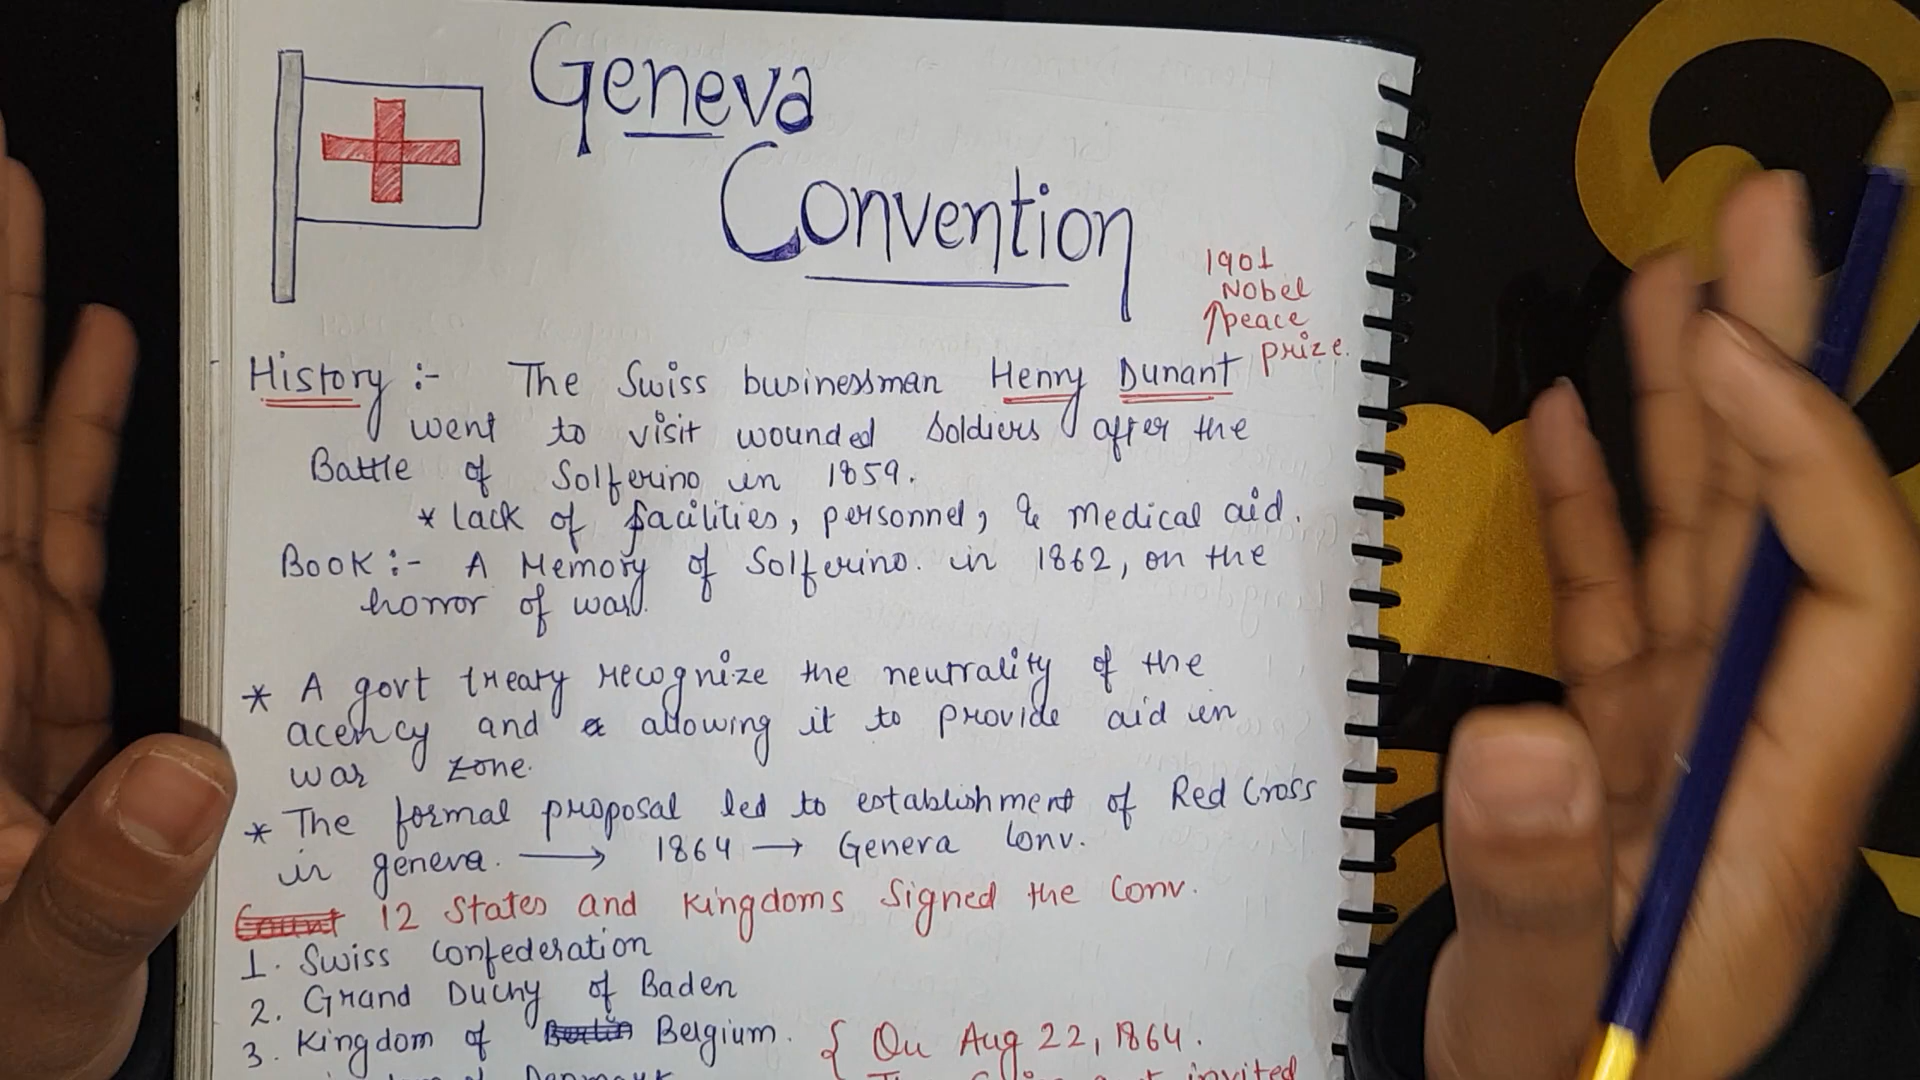 Geneva
Convention
1901
Nobel
↑peace
prize.
History :- The Swiss businessman Henry Dunant
went to visit wounded soldiers after the
Battle of Solferino in 1859.
* Lack of facilities, personnel, & medical aid.
Book :- A Memory of Solferino. in 1862, on the
horror of war.
* A govt treaty recognize the neutrality of the
acency and allowing it to provide aid in
war zone.
* The formal proposal led to establishment of Red Cross
in geneva. → 1864 → Geneva Conv.
12 States and Kingdoms Signed the Conv.
1. Swiss Confederation
2. Grand Duchy of Baden
3. Kingdom of Belgium. { On Aug 22, 1864.
Denmark
invited